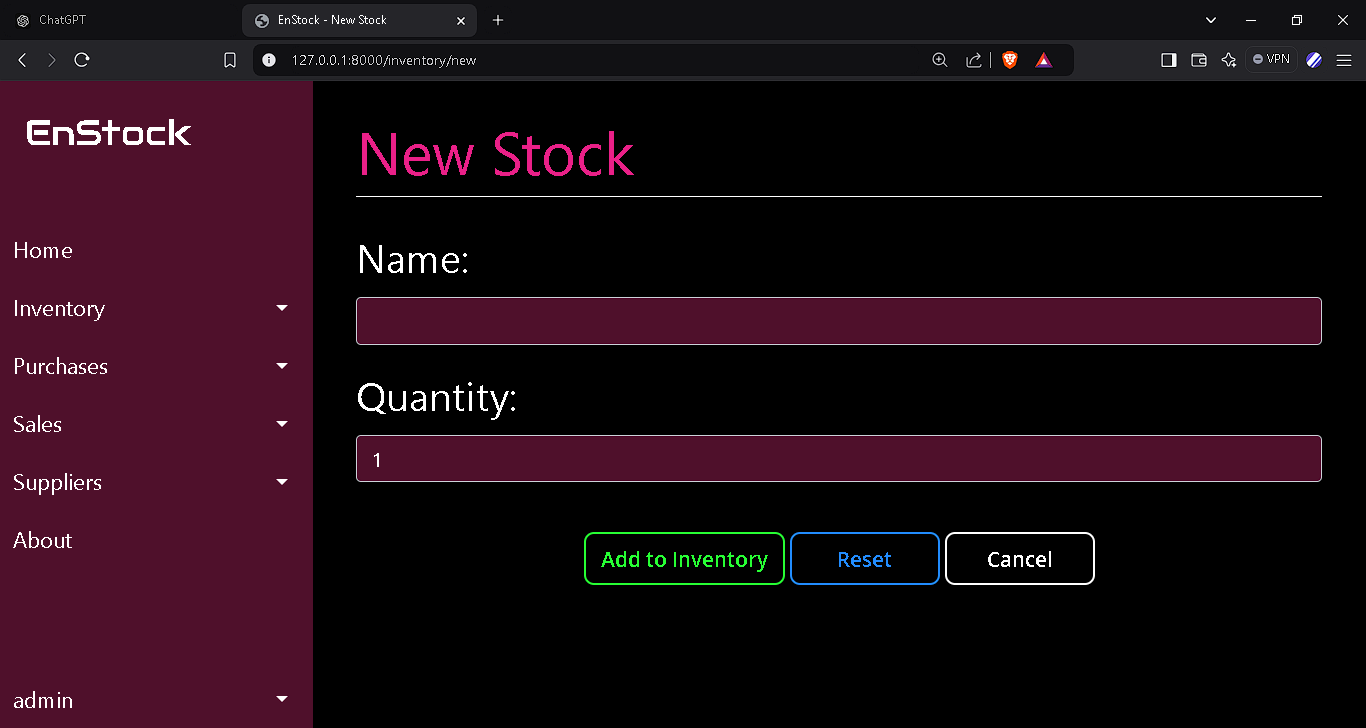 ChatGPT
EnStock - New Stock
127.0.0.1:8000/inventory/new
VPN
EnStock
Home
Inventory
Purchases
Sales
Suppliers
About
admin
New Stock
Name:
Quantity:
1
Add to Inventory Reset Cancel